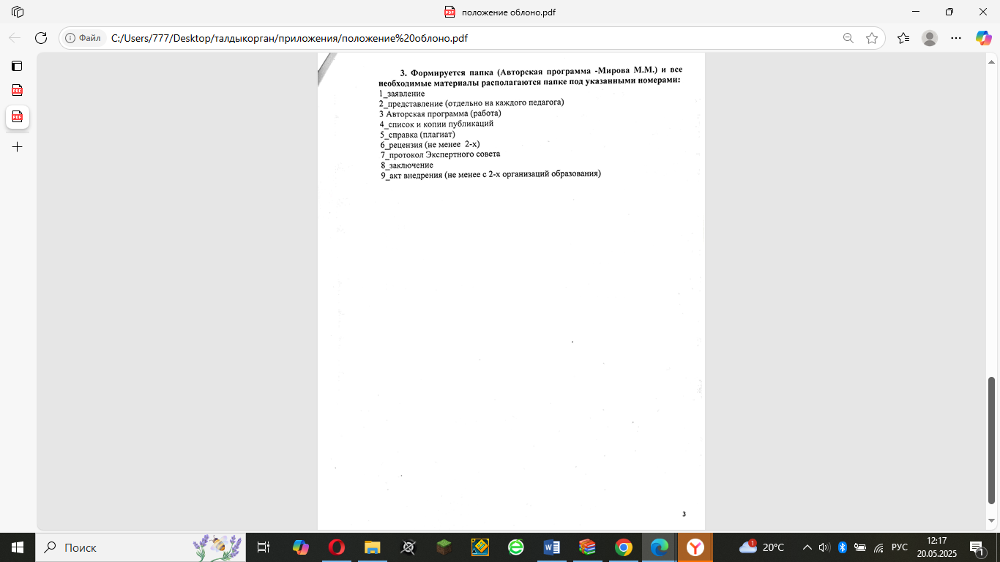 положение облоно.pdf
Файл
C:/Users/777/Desktop/талдыкорган/приложения/положение%20облоно.pdf
3. Формируется папка (Авторская программа -Мирова М.М.) и все
необходимые материалы располагаются папке под указанными номерами:
1_заявление
2_представление (отдельно на каждого педагога)
3 Авторская программа (работа)
4_список и копии публикаций
5_справка (плагиат)
6_рецензия (не менее 2-х)
7_протокол Экспертного совета
8_заключение
9_акт внедрения (не менее с 2-х организаций образования)
3
Поиск
1
20°C
РУС
12:17
20.05.2025
1